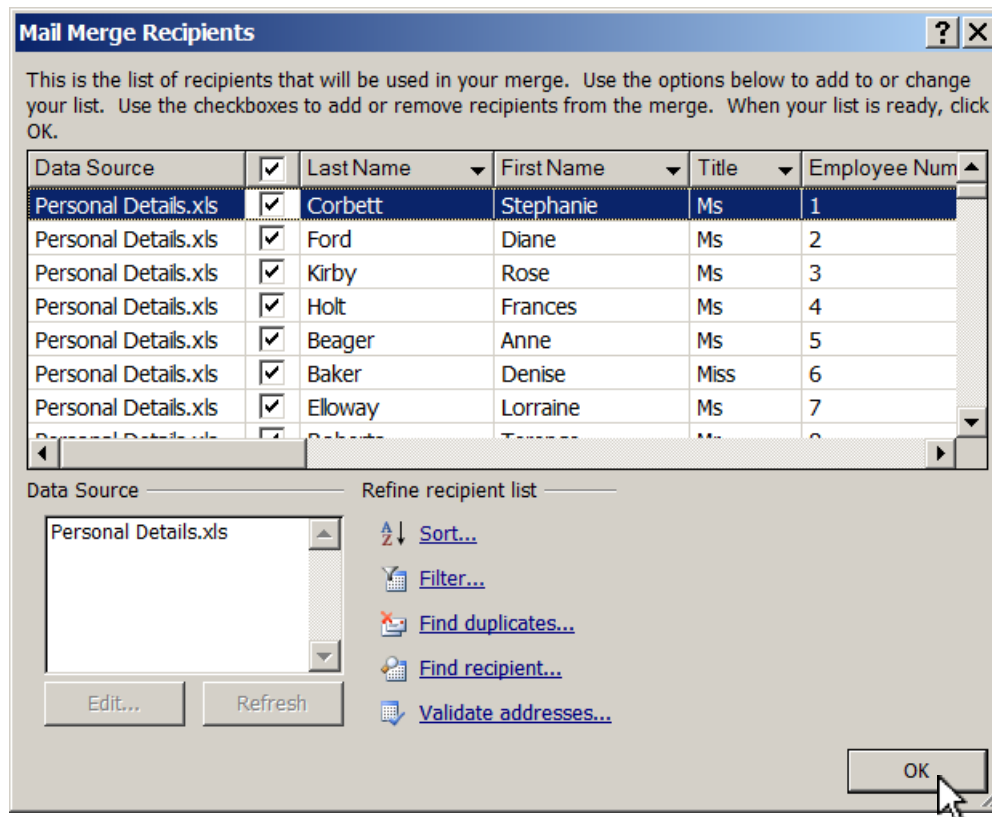 Mail Merge Recipients
This is the list of recipients that will be used in your merge. Use the options below to add to or change
your list. Use the checkboxes to add or remove recipients from the merge. When your list is ready, click
OK.
Data Source Last Name First Name Title Employee Num
Personal Details.xls Corbett Stephanie Ms 1
Personal Details.xls Ford Diane Ms 2
Personal Details.xls Kirby Rose Ms 3
Personal Details.xls Holt Frances Ms 4
Personal Details.xls Beager Anne Ms 5
Personal Details.xls Baker Denise Miss 6
Personal Details.xls Elloway Lorraine Ms 7
Data Source Refine recipient list
Personal Details.xls
Sort...
Filter...
Find duplicates...
Find recipient...
Validate addresses...
Edit... Refresh
OK